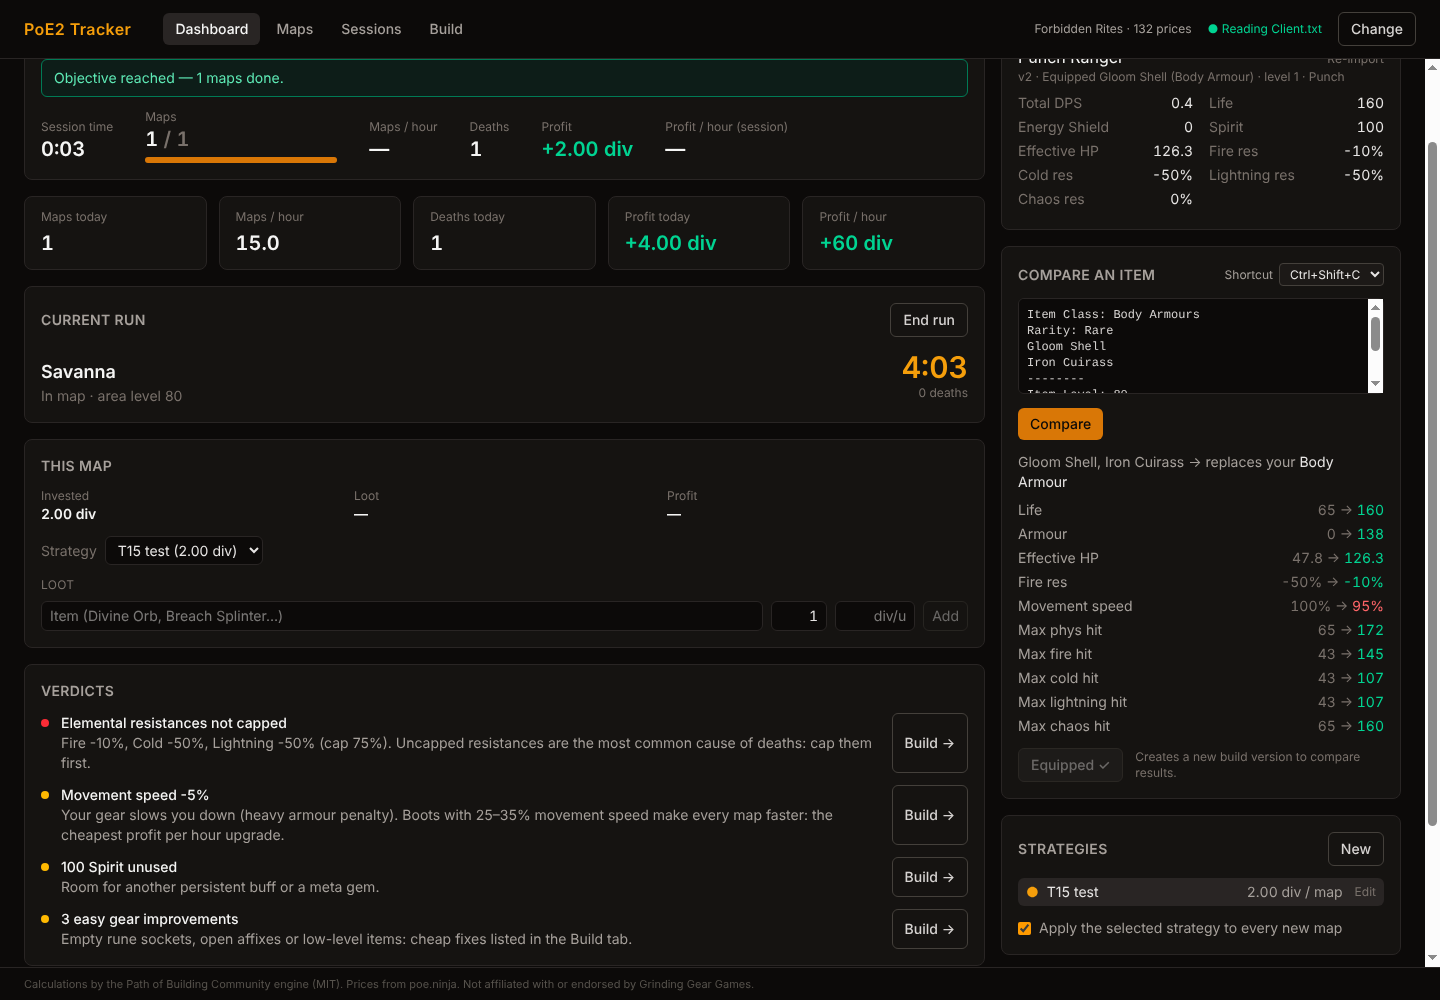 PoE2 Tracker
Dashboard
Maps
Sessions
Build
Forbidden Rites · 132 prices
Reading Client.txt
Change
Objective reached — 1 maps done.
Session time
0:03
Maps
1 / 1
Maps / hour
—
Deaths
1
Profit
+2.00 div
Profit / hour (session)
—
Maps today
1
Maps / hour
15.0
Deaths today
1
Profit today
+4.00 div
Profit / hour
+60 div
CURRENT RUN
End run
Savanna
In map · area level 80
4:03
0 deaths
THIS MAP
Invested
2.00 div
Loot
—
Profit
—
Strategy
T15 test (2.00 div)
LOOT
Item (Divine Orb, Breach Splinter...)
1
div/u
Add
VERDICTS
Elemental resistances not capped
Fire -10%, Cold -50%, Lightning -50% (cap 75%). Uncapped resistances are the most common cause of deaths: cap them
first.
Build →
Movement speed -5%
Your gear slows you down (heavy armour penalty). Boots with 25–35% movement speed make every map faster: the
cheapest profit per hour upgrade.
Build →
100 Spirit unused
Room for another persistent buff or a meta gem.
Build →
3 easy gear improvements
Empty rune sockets, open affixes or low-level items: cheap fixes listed in the Build tab.
Build →
Punch Ranger
Re-import
v2 · Equipped Gloom Shell (Body Armour) · level 1 · Punch
Total DPS 0.4 Life 160
Energy Shield 0 Spirit 100
Effective HP 126.3 Fire res -10%
Cold res -50% Lightning res -50%
Chaos res 0%
COMPARE AN ITEM
Shortcut
Ctrl+Shift+C
Item Class: Body Armours
Rarity: Rare
Gloom Shell
Iron Cuirass
--------
Item Level: 80
Compare
Gloom Shell, Iron Cuirass → replaces your Body
Armour
Life 65 → 160
Armour 0 → 138
Effective HP 47.8 → 126.3
Fire res -50% → -10%
Movement speed 100% → 95%
Max phys hit 65 → 172
Max fire hit 43 → 145
Max cold hit 43 → 107
Max lightning hit 43 → 107
Max chaos hit 65 → 160
Equipped ✓
Creates a new build version to compare
results.
STRATEGIES
New
T15 test
2.00 div / map
Edit
Apply the selected strategy to every new map
Calculations by the Path of Building Community engine (MIT). Prices from poe.ninja. Not affiliated with or endorsed by Grinding Gear Games.